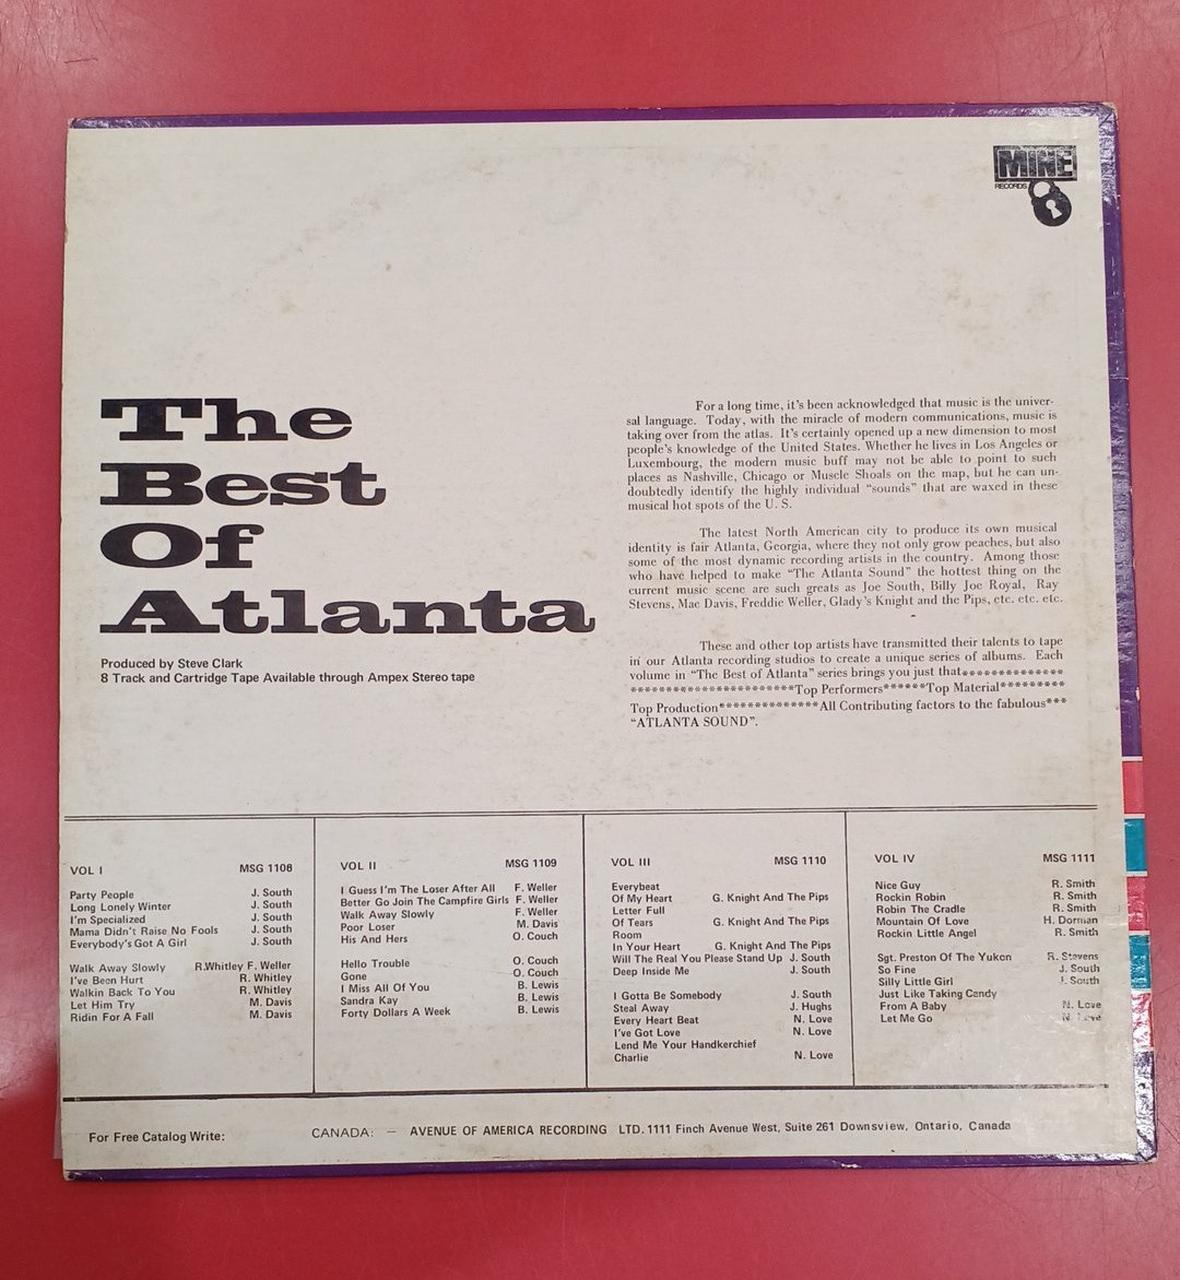 MINE
RECORDS
The
Best
Of
Atlanta
Produced by Steve Clark
8 Track and Cartridge Tape Available through Ampex Stereo tape
For a long time, it's been acknowledged that music is the univer-
sal language. Today, with the miracle of modern communications, music is
taking over from the atlas. It's certainly opened up a new dimension to most
people's knowledge of the United States. Whether he lives in Los Angeles or
Luxembourg, the modern music buff may not be able to point to such
places as Nashville, Chicago or Muscle Shoals on the map, but he can un-
doubtedly identify the highly individual "sounds" that are waxed in these
musical hot spots of the U. S.
The latest North American city to produce its own musical
identity is fair Atlanta, Georgia, where they not only grow peaches, but also
some of the most dynamic recording artists in the country. Among those
who have helped to make "The Atlanta Sound" the hottest thing on the
current music scene are such greats as Joe South, Billy Joe Royal, Ray
Stevens, Mac Davis, Freddie Weller, Glady's Knight and the Pips, etc. etc. etc.
These and other top artists have transmitted their talents to tape
in our Atlanta recording studios to create a unique series of albums. Each
volume in "The Best of Atlanta" series brings you just that**************
**********************Top Performers******Top Material*********
Top Production**************All Contributing factors to the fabulous***
"ATLANTA SOUND".
VOL I MSG 1108
Party People J. South
Long Lonely Winter J. South
I'm Specialized J. South
Mama Didn't Raise No Fools J. South
Everybody's Got A Girl J. South
Walk Away Slowly R.Whitley F. Weller
I've Been Hurt R. Whitley
Walkin Back To You R. Whitley
Let Him Try M. Davis
Ridin For A Fall M. Davis
VOL II MSG 1109
I Guess I'm The Loser After All F. Weller
Better Go Join The Campfire Girls F. Weller
Walk Away Slowly F. Weller
Poor Loser M. Davis
His And Hers O. Couch
Hello Trouble O. Couch
Gone O. Couch
I Miss All Of You B. Lewis
Sandra Kay B. Lewis
Forty Dollars A Week B. Lewis
VOL III MSG 1110
Everybeat
Of My Heart G. Knight And The Pips
Letter Full
Of Tears G. Knight And The Pips
Room
In Your Heart G. Knight And The Pips
Will The Real You Please Stand Up J. South
Deep Inside Me J. South
I Gotta Be Somebody J. South
Steal Away J. Hughs
Every Heart Beat N. Love
I've Got Love N. Love
Lend Me Your Handkerchief
Charlie N. Love
VOL IV MSG 1111
Nice Guy R. Smith
Rockin Robin R. Smith
Robin The Cradle R. Smith
Mountain Of Love H. Dorman
Rockin Little Angel R. Smith
Sgt. Preston Of The Yukon R. Stevens
So Fine J. South
Silly Little Girl J. South
Just Like Taking Candy
From A Baby N. Love
Let Me Go N. Love
For Free Catalog Write: CANADA: — AVENUE OF AMERICA RECORDING LTD. 1111 Finch Avenue West, Suite 261 Downsview, Ontario, Canada